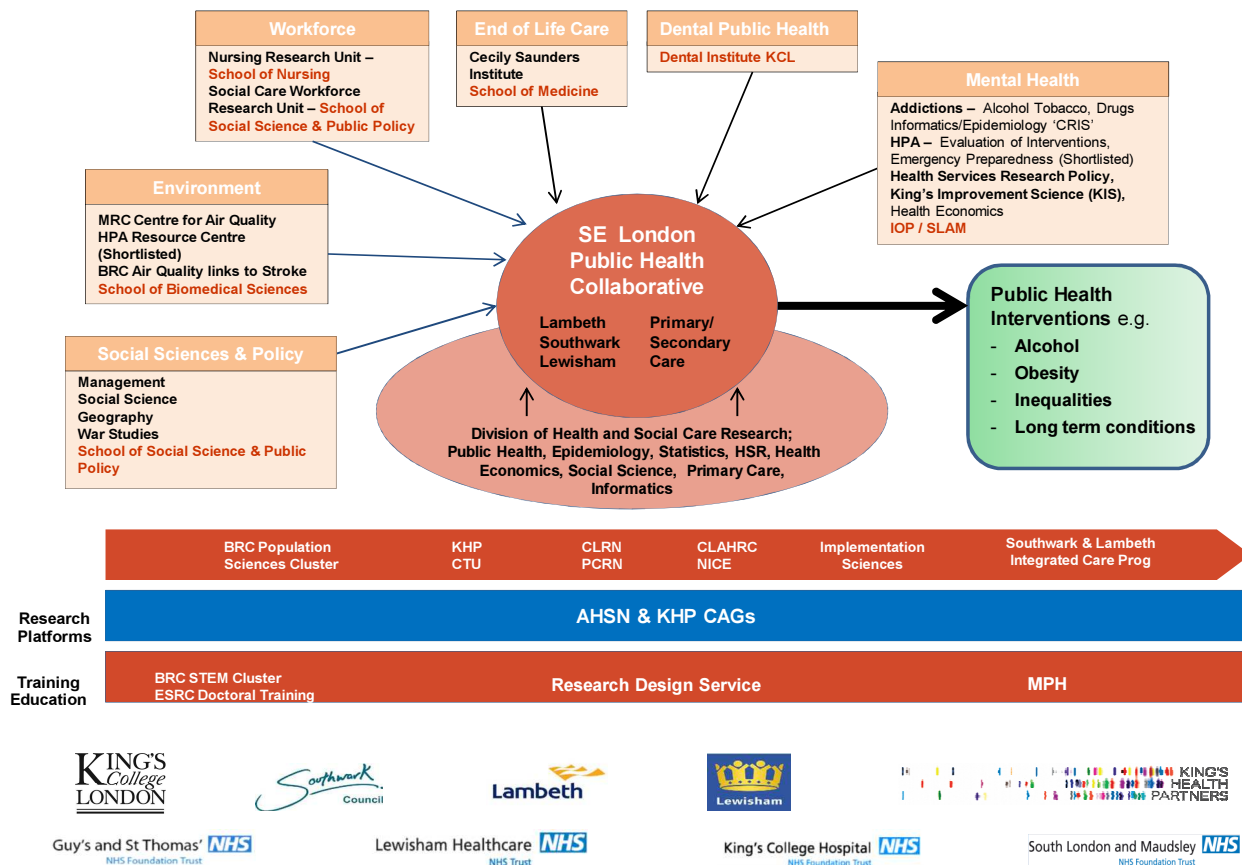 Workforce
Nursing Research Unit –
School of Nursing
Social Care Workforce
Research Unit – School of
Social Science & Public Policy
End of Life Care
Cecily Saunders
Institute
School of Medicine
Dental Public Health
Dental Institute KCL
Mental Health
Addictions – Alcohol Tobacco, Drugs
Informatics/Epidemiology ‘CRIS’
HPA – Evaluation of Interventions,
Emergency Preparedness (Shortlisted)
Health Services Research Policy,
King’s Improvement Science (KIS),
Health Economics
IOP / SLAM
Environment
MRC Centre for Air Quality
HPA Resource Centre
(Shortlisted)
BRC Air Quality links to Stroke
School of Biomedical Sciences
Social Sciences & Policy
Management
Social Science
Geography
War Studies
School of Social Science & Public
Policy
SE London
Public Health
Collaborative
Lambeth
Southwark
Lewisham
Primary/
Secondary
Care
Division of Health and Social Care Research;
Public Health, Epidemiology, Statistics, HSR, Health
Economics, Social Science, Primary Care,
Informatics
Public Health
Interventions e.g.
- Alcohol
- Obesity
- Inequalities
- Long term conditions
BRC Population
Sciences Cluster
KHP
CTU
CLRN
PCRN
CLAHRC
NICE
Implementation
Sciences
Southwark & Lambeth
Integrated Care Prog
Research
Platforms
AHSN & KHP CAGs
Training
Education
BRC STEM Cluster
ESRC Doctoral Training
Research Design Service
MPH
KING'S
College
LONDON
Southwark
Council
Lambeth
Lewisham
KING'S
HEALTH
PARTNERS
Guy's and St Thomas' NHS
NHS Foundation Trust
Lewisham Healthcare NHS
NHS Trust
King's College Hospital NHS
NHS Foundation Trust
South London and Maudsley NHS
NHS Foundation Trust